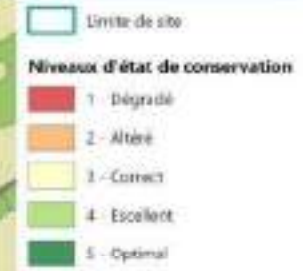 Limite de site
Niveaux d'état de conservation
1 - Dégradé
2 - Altéré
3 - Correct
4 - Excellent
5 - Optimal